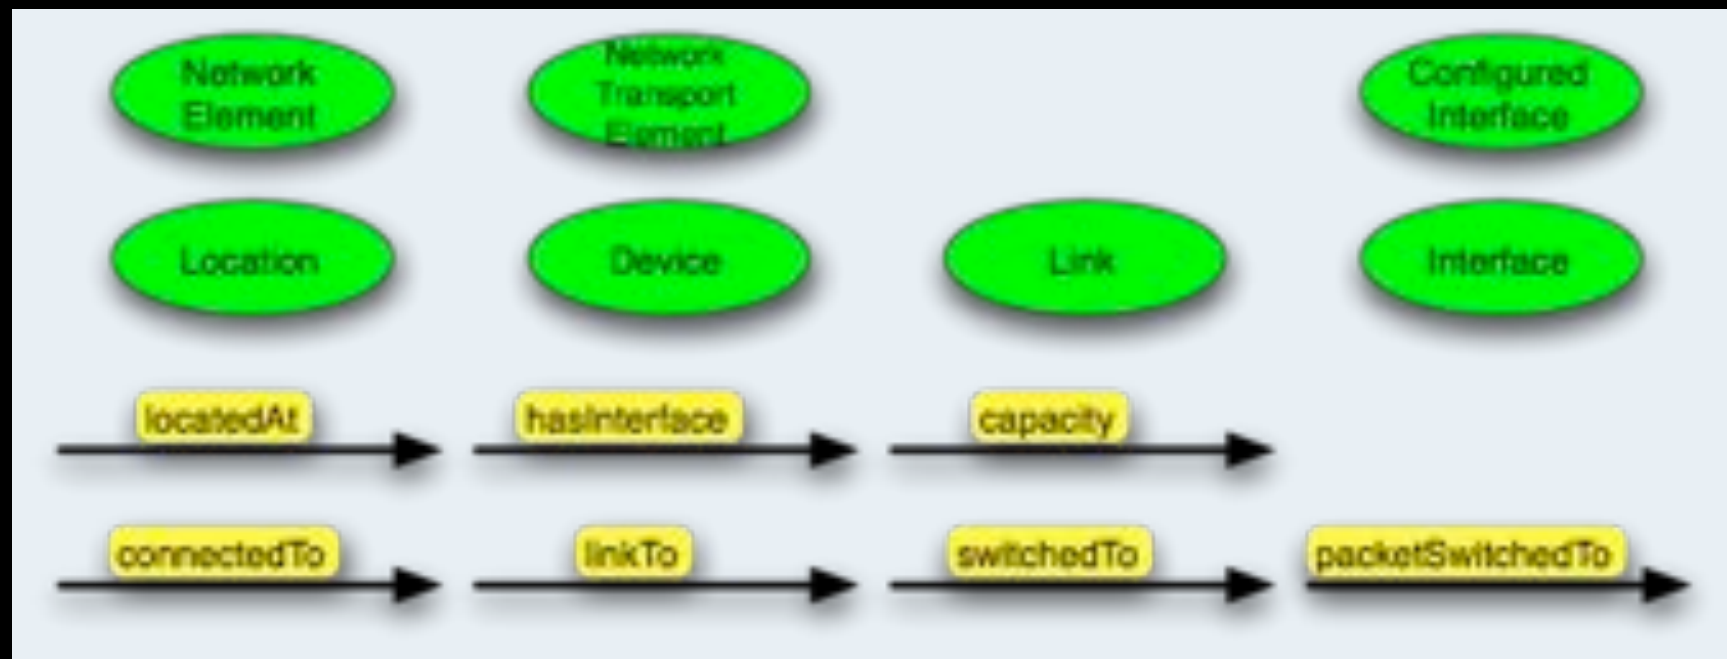 Network
Element
Network
Transport
Element
Configured
Interface
Location
Device
Link
Interface
locatedAt
hasInterface
capacity
connectedTo
linkTo
switchedTo
packetSwitchedTo